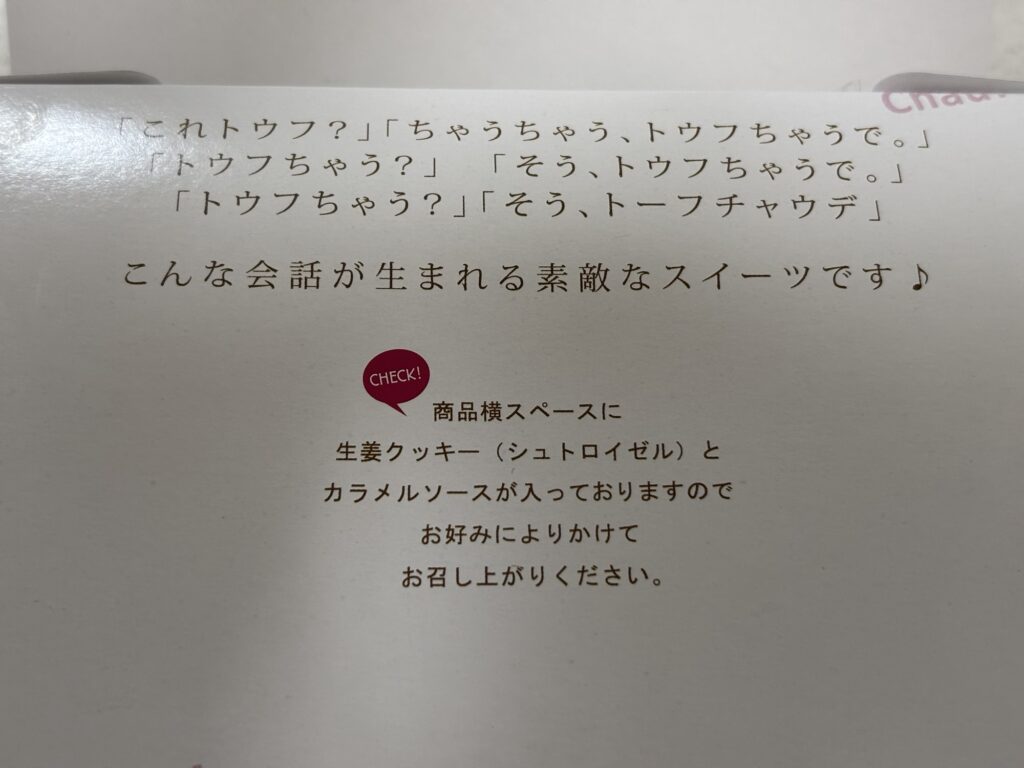 「これトウフ？」「ちゃうちゃう、トウフちゃうで。」
「トウフちゃう？」 「そう、トウフちゃうで。」
「トウフちゃう？」「そう、トーフチャウデ」
こんな会話が生まれる素敵なスイーツです♪
CHECK!
商品横スペースに
生姜クッキー（シュトロイゼル）と
カラメルソースが入っておりますので
お好みによりかけて
お召し上がりください。